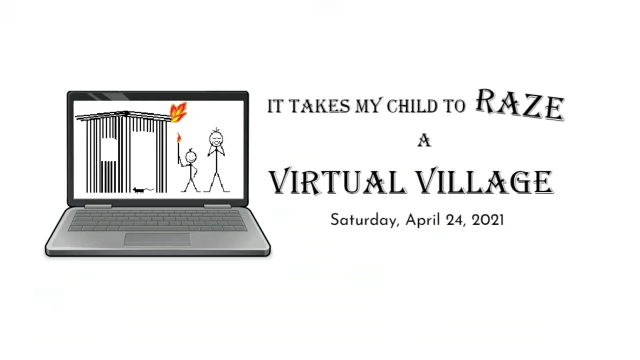 IT TAKES MY CHILD TO RAZE
A
VIRTUAL VILLAGE
Saturday, April 24, 2021